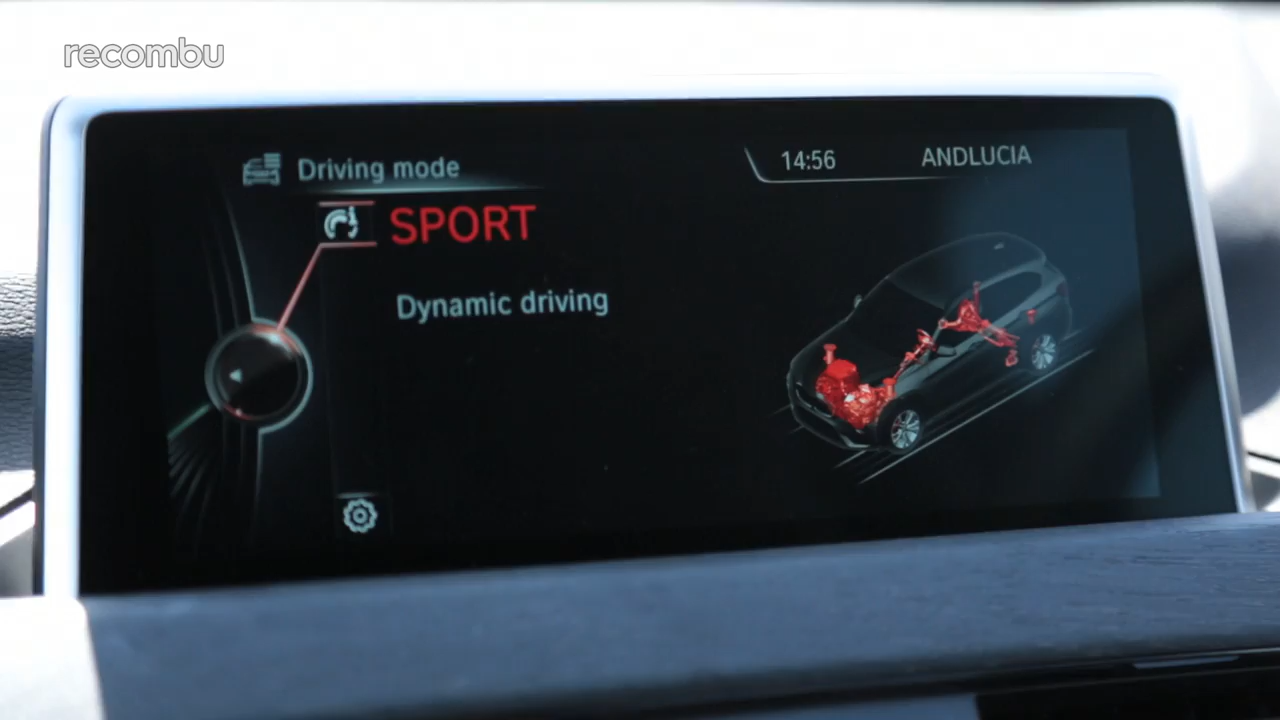 recombu
Driving mode
14:56
ANDLUCIA
SPORT
Dynamic driving